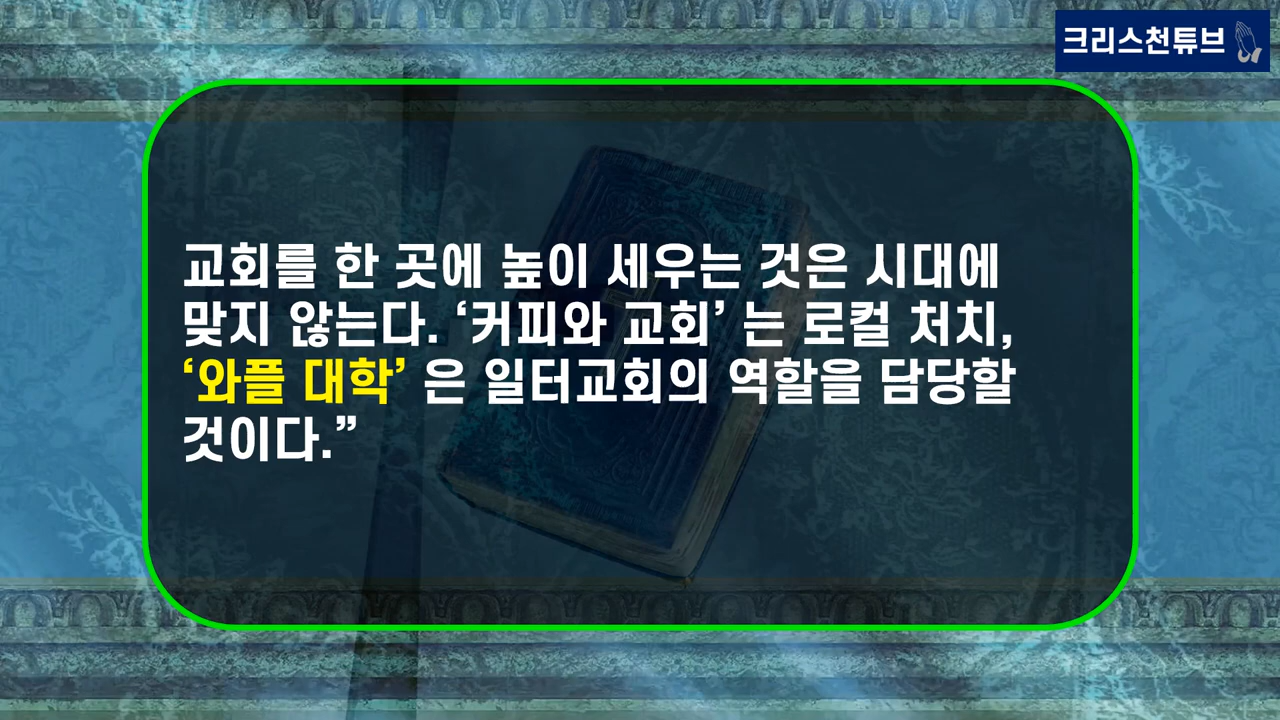 크리스천튜브
교회를 한 곳에 높이 세우는 것은 시대에
맞지 않는다. ‘커피와 교회’ 는 로컬 처치,
‘와플 대학’ 은 일터교회의 역할을 담당할
것이다.”